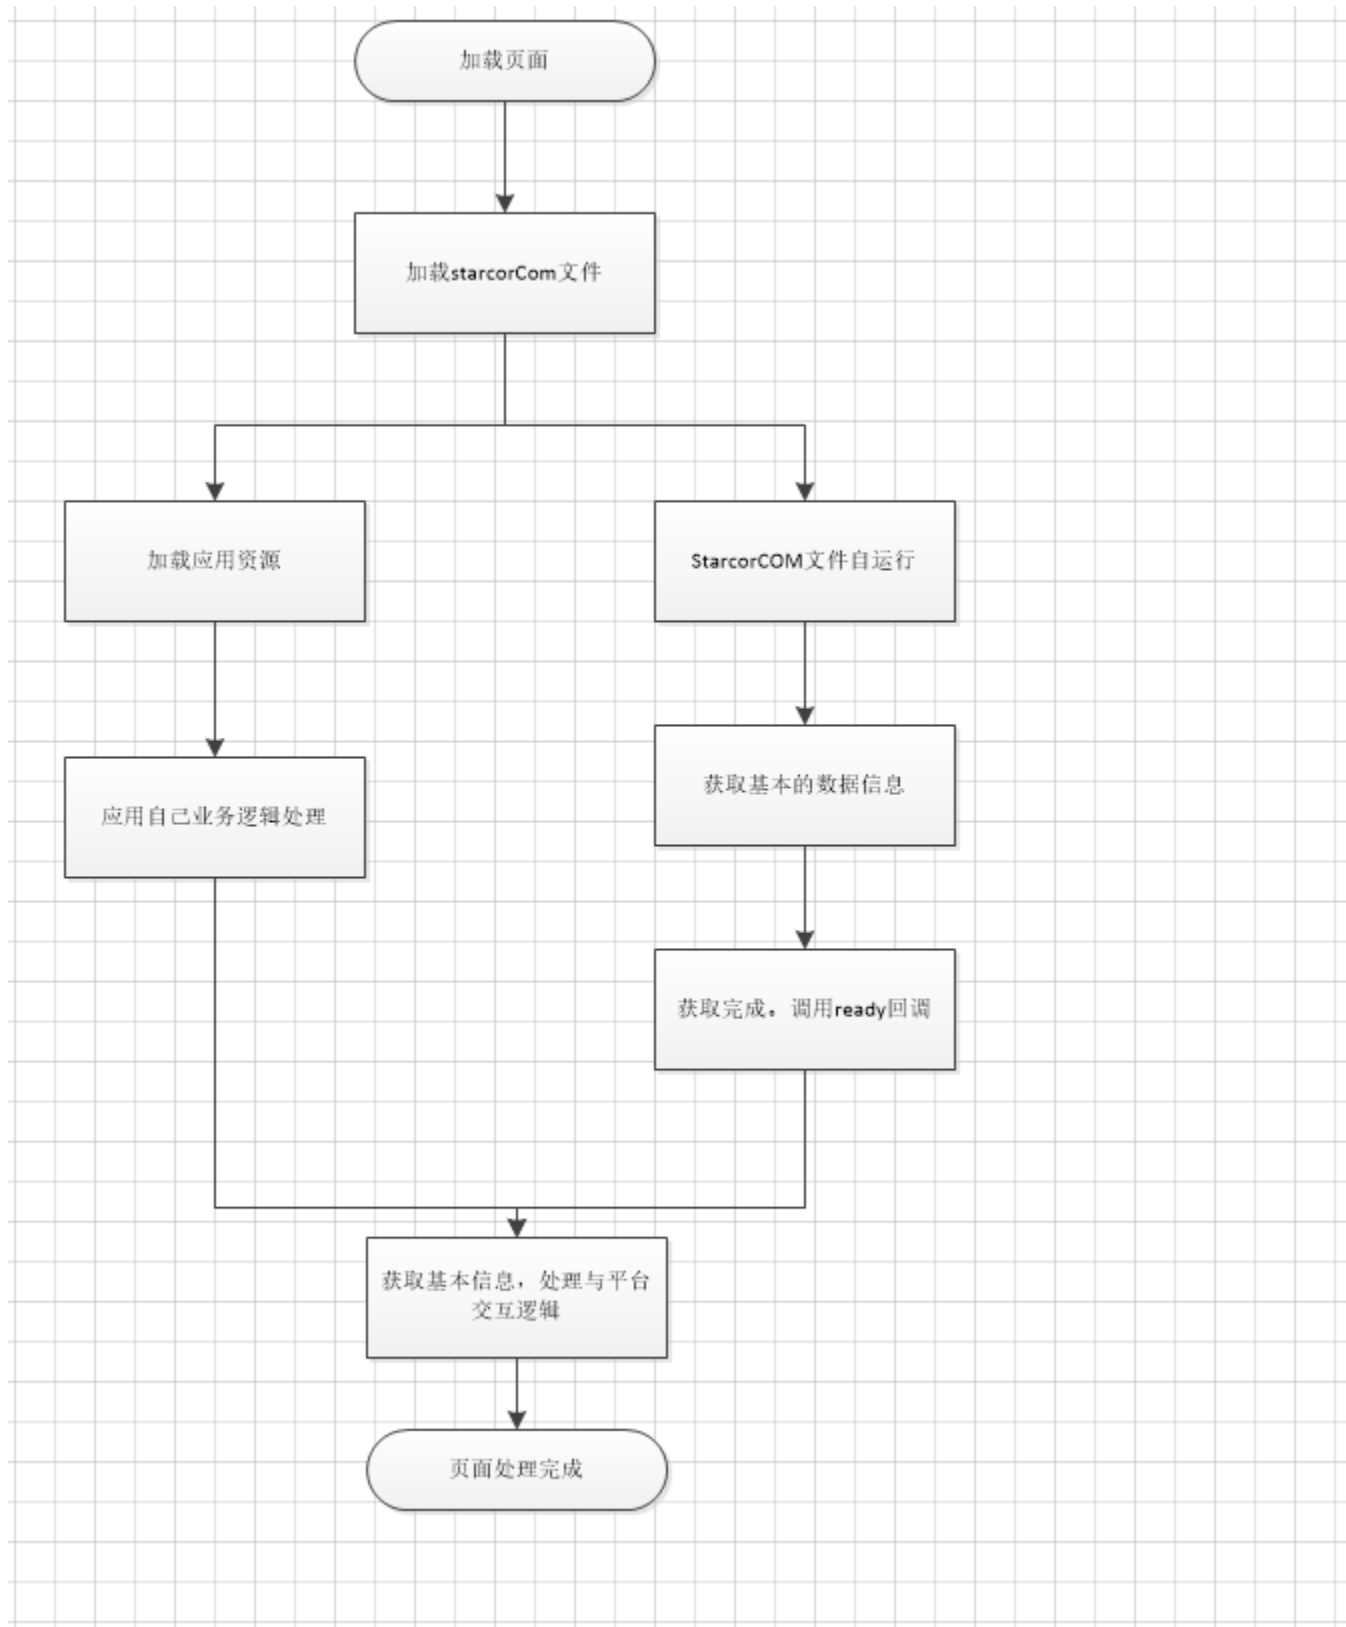 加载页面
加载starcorCom文件
加载应用资源
StarcorCOM文件自运行
获取基本的数据信息
应用自己业务逻辑处理
获取完成。调用ready回调
获取基本信息，处理与平台
交互逻辑
页面处理完成